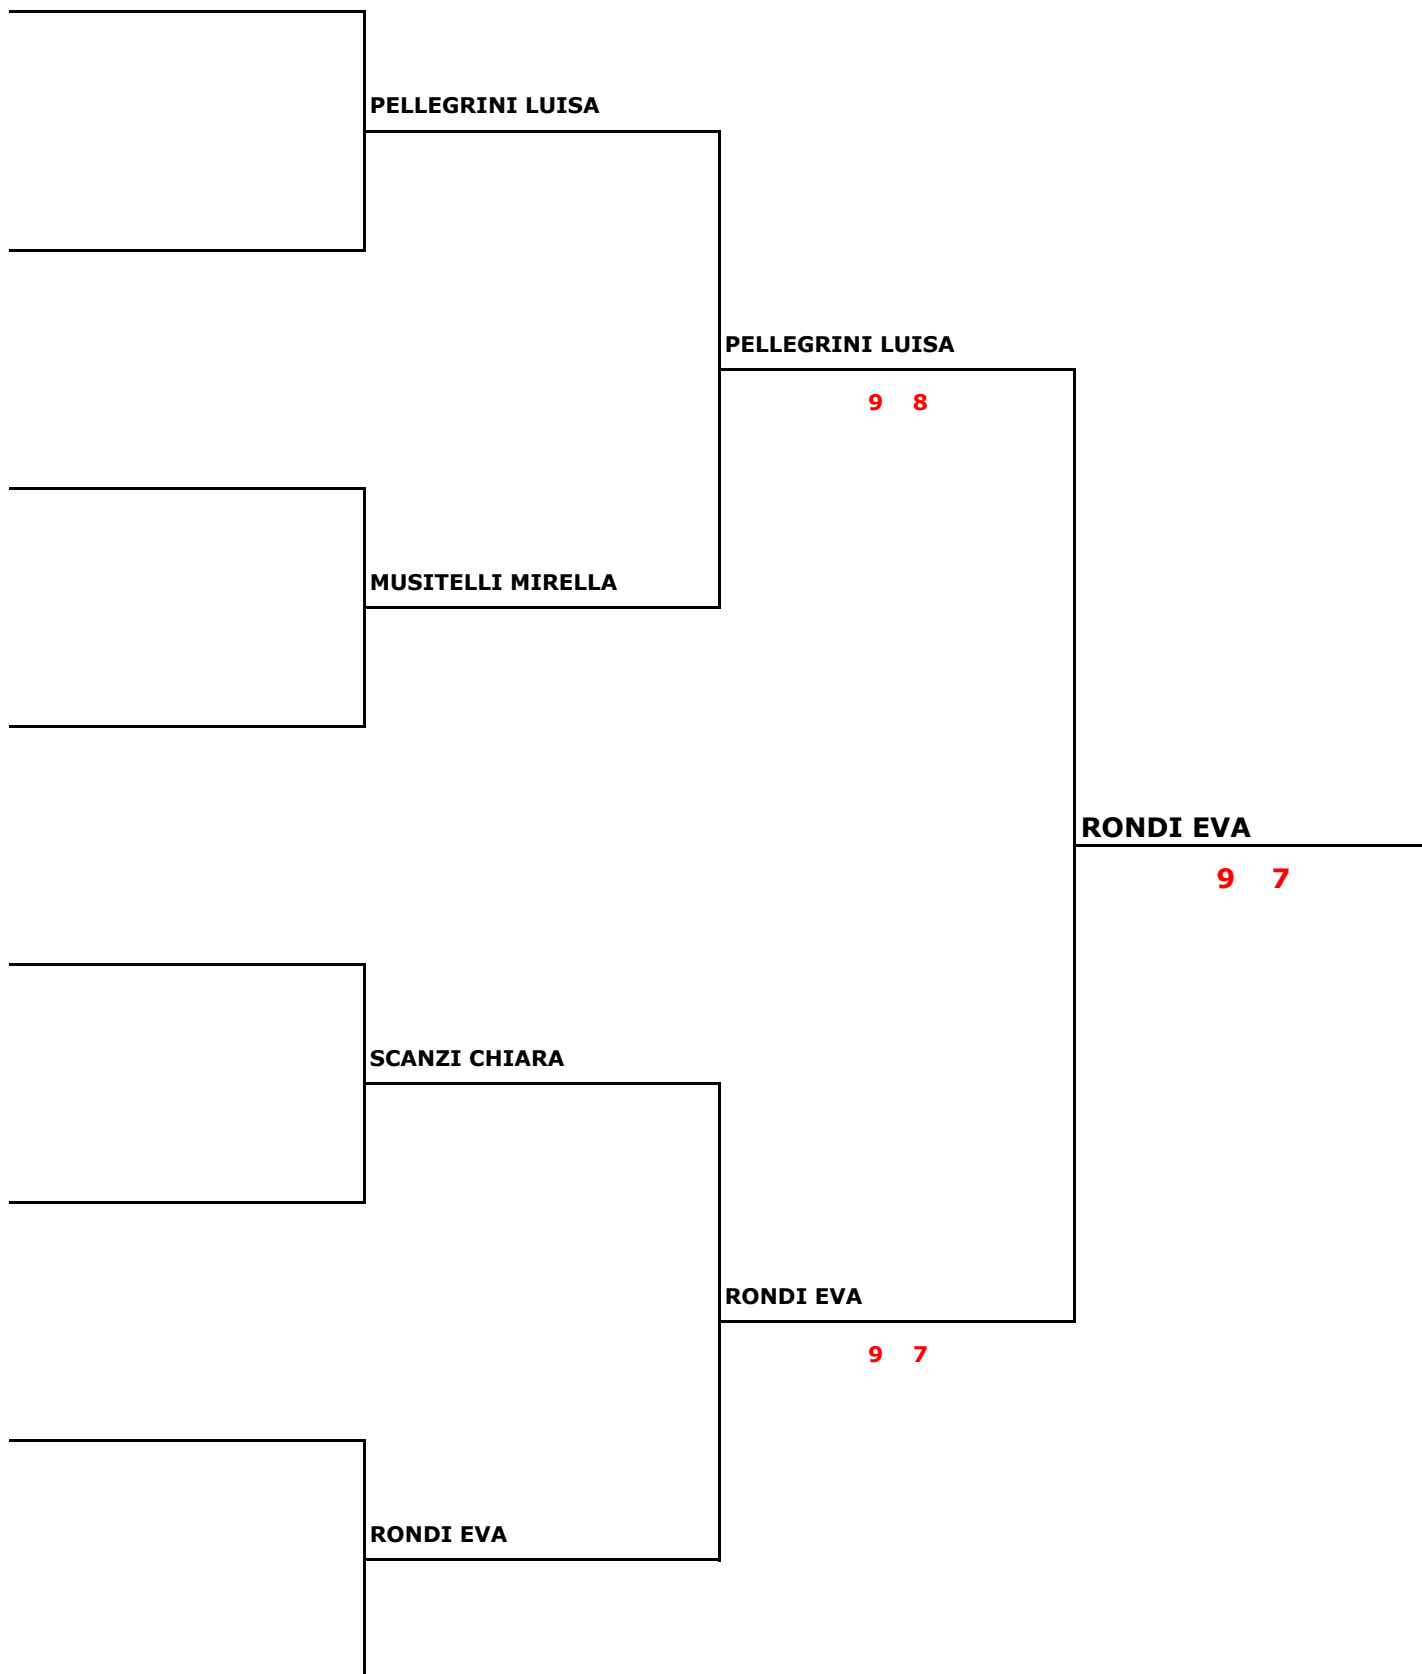 PELLEGRINI LUISA
PELLEGRINI LUISA
9 8
MUSITELLI MIRELLA
RONDI EVA
9 7
SCANZI CHIARA
RONDI EVA
9 7
RONDI EVA